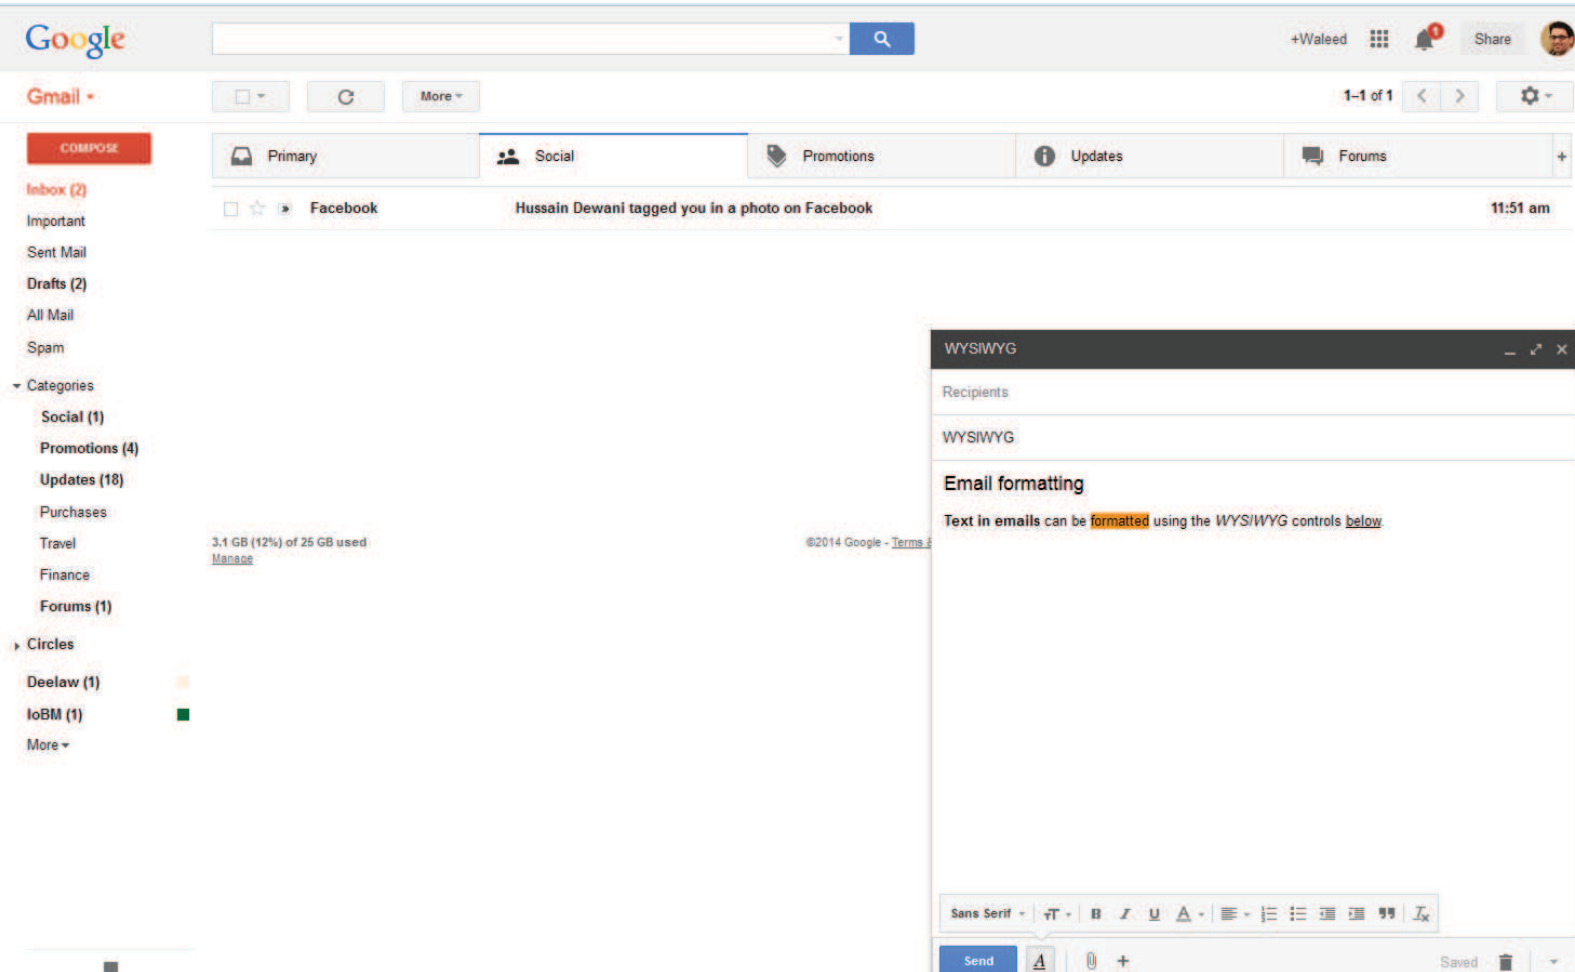 Google
+Waleed
1
Share
Gmail
More
1–1 of 1
COMPOSE
Primary
Social
Promotions
Updates
Forums
+
Inbox (2)
Facebook Hussain Dewani tagged you in a photo on Facebook 11:51 am
Important
Sent Mail
Drafts (2)
All Mail
Spam
Categories
Social (1)
Promotions (4)
Updates (18)
Purchases
Travel
Finance
Forums (1)
Circles
Deelaw (1)
IoBM (1)
More
3.1 GB (12%) of 25 GB used
Manage
©2014 Google - Terms
WYSIWYG
Recipients
WYSIWYG
Email formatting
Text in emails can be formatted using the WYSIWYG controls below.
Sans Serif
B I U A
Send A + Saved